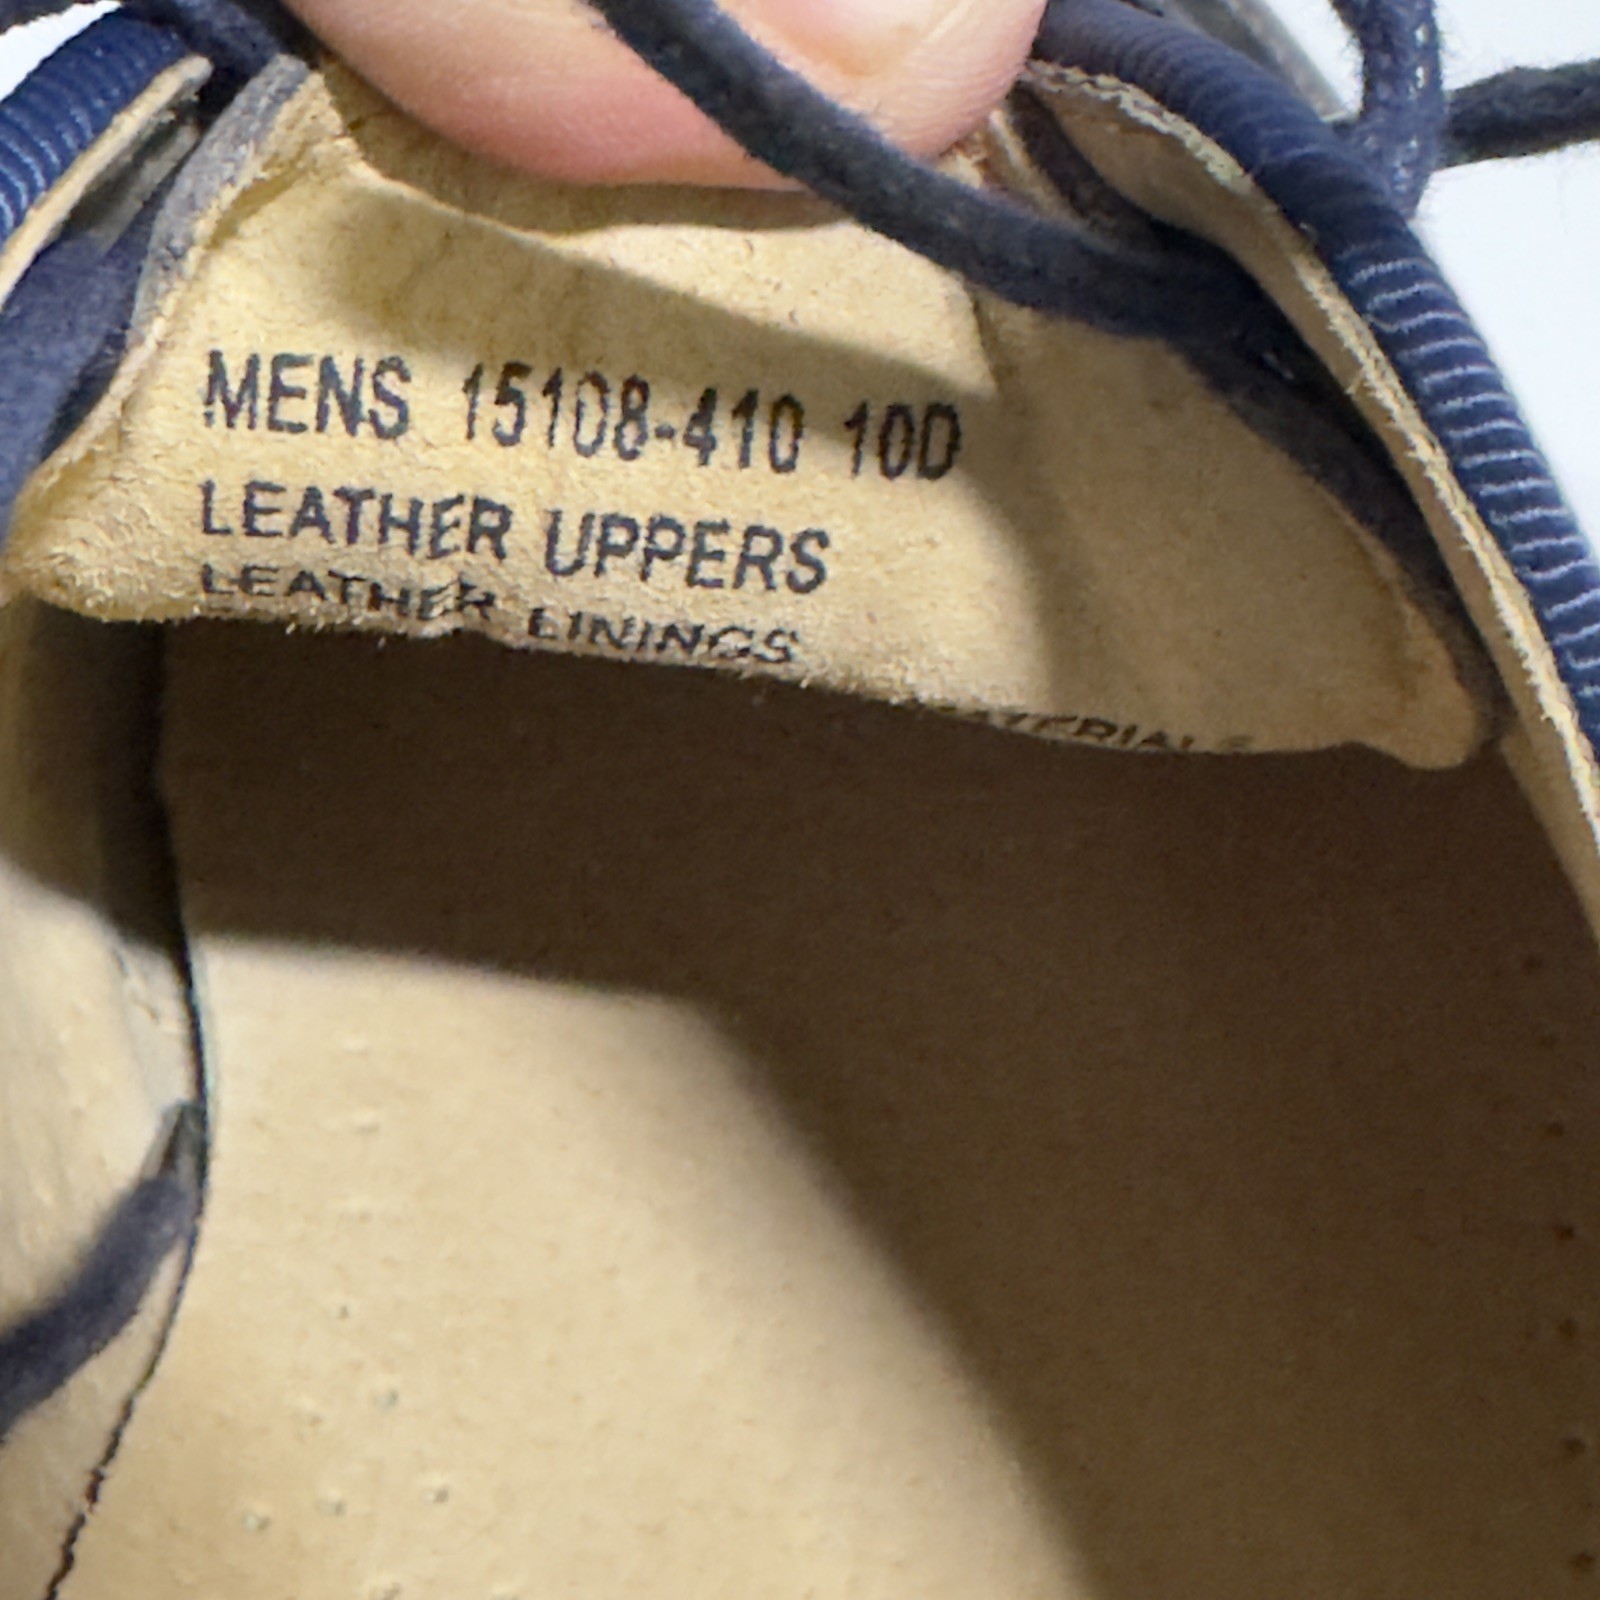 MENS 15108-410 10D
LEATHER UPPERS
LEATHER LININGS